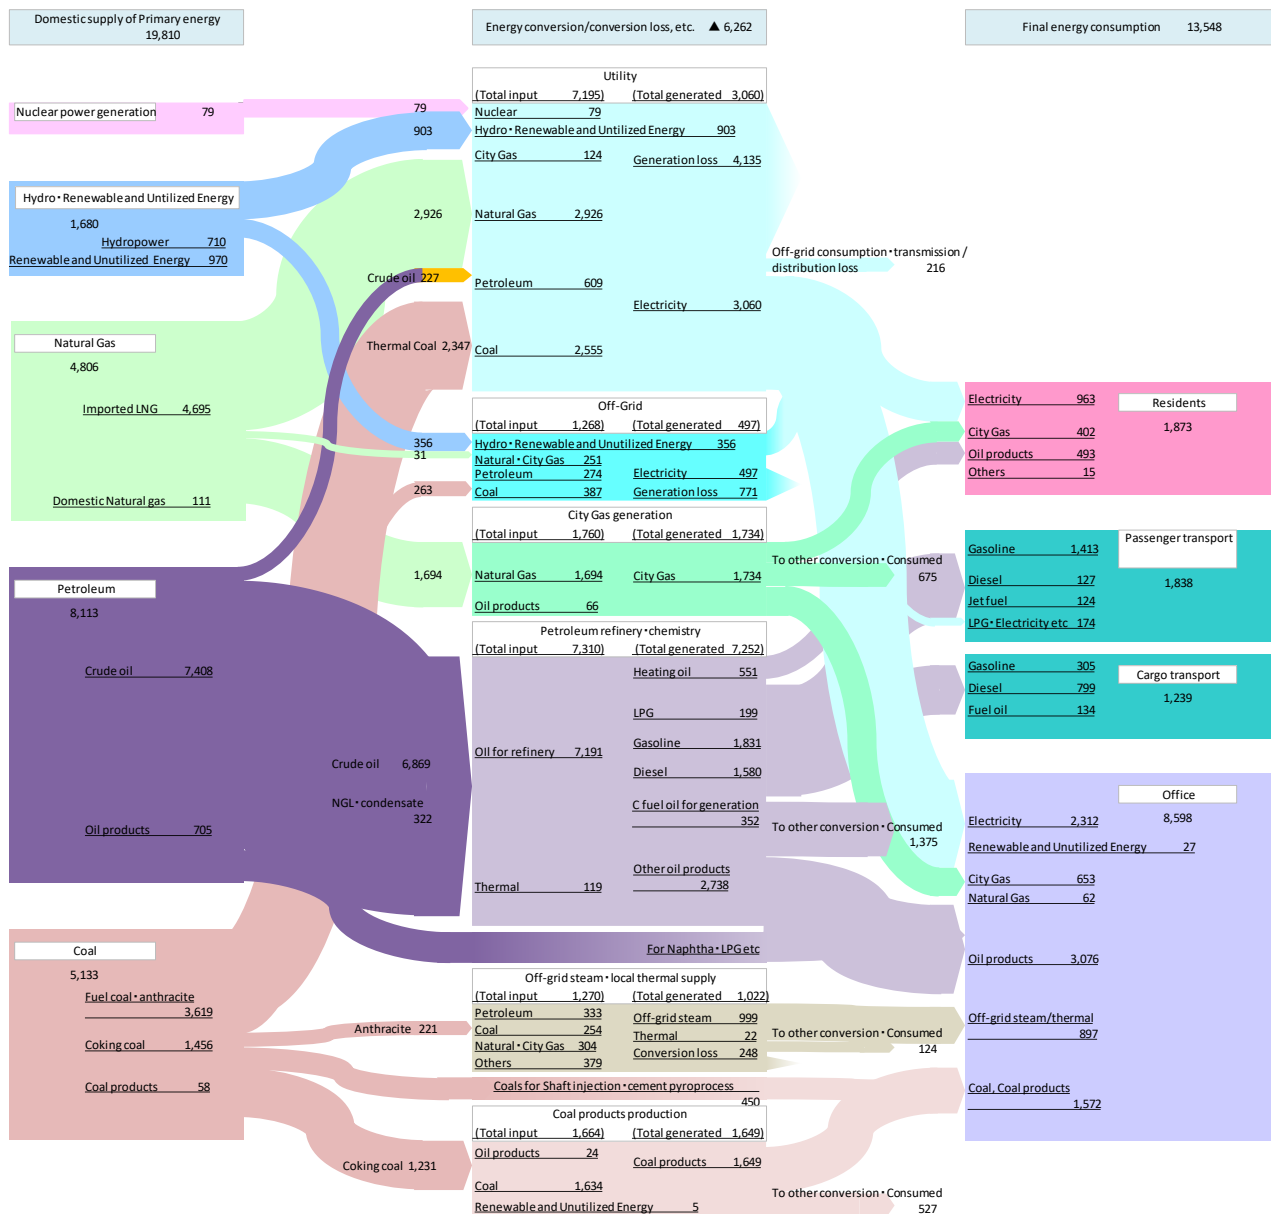 Domestic supply of Primary energy
19,810
Energy conversion/conversion loss, etc. ▲ 6,262
Final energy consumption 13,548
Nuclear power generation 79
79
903
Hydro・Renewable and Untilized Energy
1,680
Hydropower 710
Renewable and Unutilized Energy 970
2,926
Crude oil 227
Natural Gas
4,806
Imported LNG 4,695
Domestic Natural gas 111
Thermal Coal 2,347
356
31
263
1,694
Petroleum
8,113
Crude oil 7,408
Oil products 705
Crude oil 6,869
NGL・condensate
322
Coal
5,133
Fuel coal・anthracite
3,619
Coking coal 1,456
Coal products 58
Anthracite 221
Coking coal 1,231
Utility
(Total input 7,195) (Total generated 3,060)
Nuclear 79
Hydro・Renewable and Unutilized Energy 903
City Gas 124
Generation loss 4,135
Natural Gas 2,926
Petroleum 609
Electricity 3,060
Coal 2,555
Off-grid consumption・transmission/
distribution loss 216
Off-Grid
(Total input 1,268) (Total generated 497)
Hydro・Renewable and Unutilized Energy 356
Natural・City Gas 251
Petroleum 274
Electricity 497
Coal 387
Generation loss 771
City Gas generation
(Total input 1,760) (Total generated 1,734)
Natural Gas 1,694
City Gas 1,734
Oil products 66
To other conversion・Consumed
675
Petroleum refinery・chemistry
(Total input 7,310) (Total generated 7,252)
Heating oil 551
LPG 199
Gasoline 1,831
OIl for refinery 7,191
Diesel 1,580
C fuel oil for generation
352
Other oil products
2,738
Thermal 119
To other conversion・Consumed
1,375
For Naphtha・LPG etc
Off-grid steam・local thermal supply
(Total input 1,270) (Total generated 1,022)
Petroleum 333
Off-grid steam 999
Coal 254
Thermal 22
Natural・City Gas 304
Conversion loss 248
Others 379
To other conversion・Consumed
124
Coals for Shaft injection・cement pyroprocess
450
Coal products production
(Total input 1,664) (Total generated 1,649)
Oil products 24
Coal products 1,649
Coal 1,634
Renewable and Unutilized Energy 5
To other conversion・Consumed
527
Electricity 963
Residents
City Gas 402
1,873
Oil products 493
Others 15
Gasoline 1,413
Passenger transport
Diesel 127
1,838
Jet fuel 124
LPG・Electricity etc 174
Gasoline 305
Cargo transport
Diesel 799
1,239
Fuel oil 134
Office
Electricity 2,312
8,598
Renewable and Unutilized Energy 27
City Gas 653
Natural Gas 62
Oil products 3,076
Off-grid steam/thermal
897
Coal, Coal products
1,572